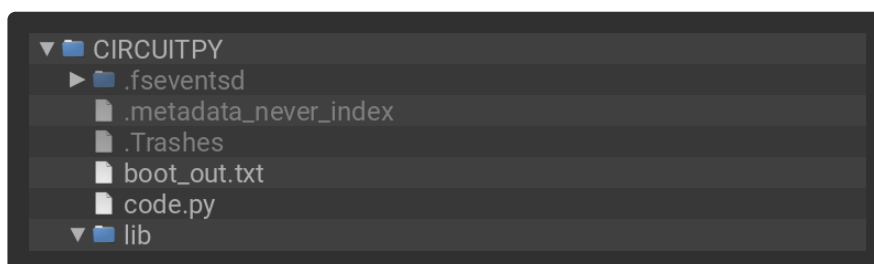 CIRCUITPY
.fseventsd
.metadata_never_index
.Trashes
boot_out.txt
code.py
lib